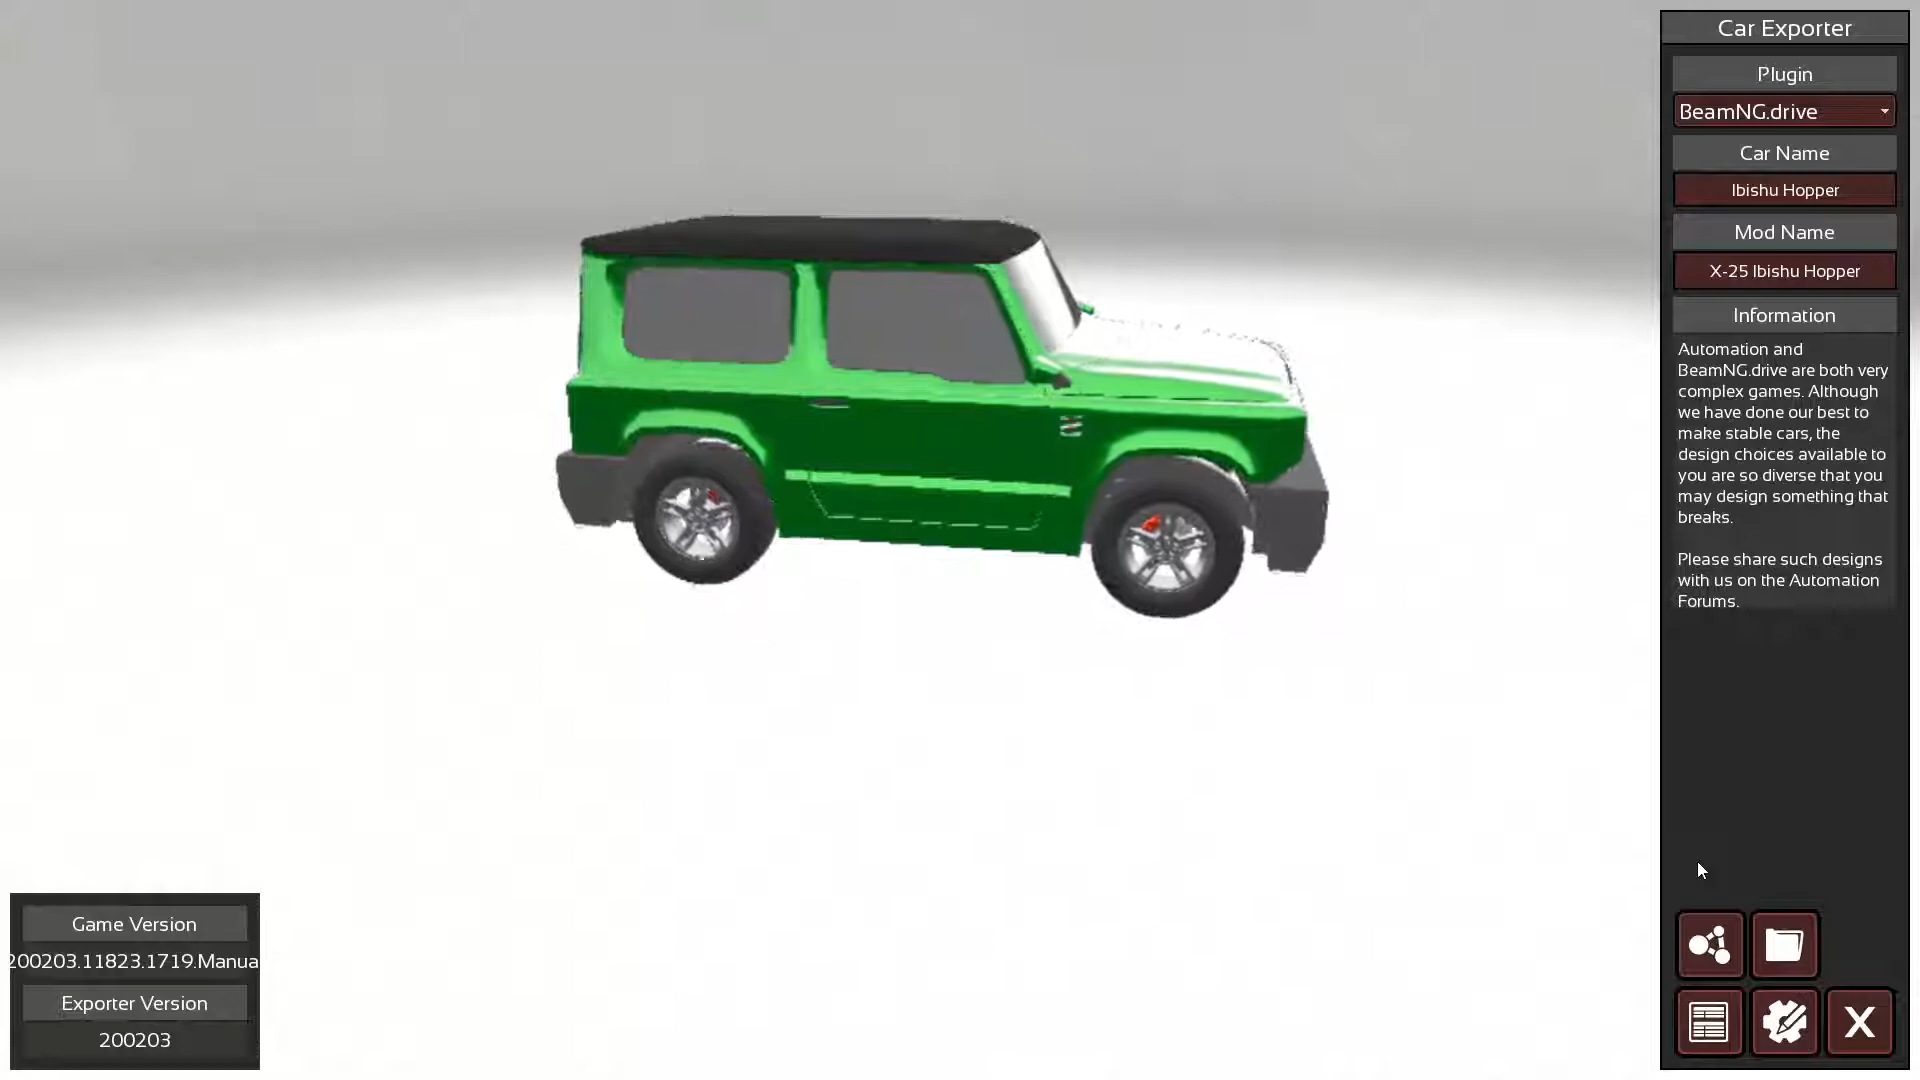 Car Exporter
Plugin
BeamNG.drive
Car Name
Ibishu Hopper
Mod Name
X-25 Ibishu Hopper
Information
Automation and
BeamNG.drive are both very
complex games. Although
we have done our best to
make stable cars, the
design choices available to
you are so diverse that you
may design something that
breaks.
Please share such designs
with us on the Automation
Forums.
Game Version
200203.11823.1719.Manua
Exporter Version
200203
X